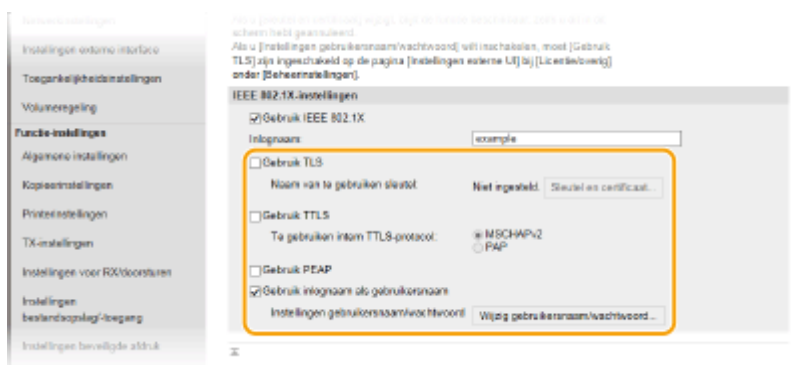 Instellingen externe interface
Toegankelijkheidsinstellingen
Volumeregeling
Functie-instellingen
Algemene instellingen
Kopieerinstellingen
Printerinstellingen
TX-instellingen
Instellingen voor RX/doorsturen
Instellingen
bestandsopslag/-toegang
Instellingen beveiligde afdruk
scherm hebt geannuleerd.
Als u [Instellingen gebruikersnaam/wachtwoord] wilt inschakelen, moet [Gebruik
TLS] zijn ingeschakeld op de pagina [Instellingen externe UI] bij [Licentie/overig]
onder [Beheerinstellingen].
IEEE 802.1X-instellingen
Gebruik IEEE 802.1X
Inlognaam: example
Gebruik TLS
Naam van te gebruiken sleutel: Niet ingesteld. Sleutel en certificaat...
Gebruik TTLS
Te gebruiken intern TTLS-protocol: MSCHAPv2
PAP
Gebruik PEAP
Gebruik inlognaam als gebruikersnaam
Instellingen gebruikersnaam/wachtwoord Wijzig gebruikersnaam/wachtwoord...